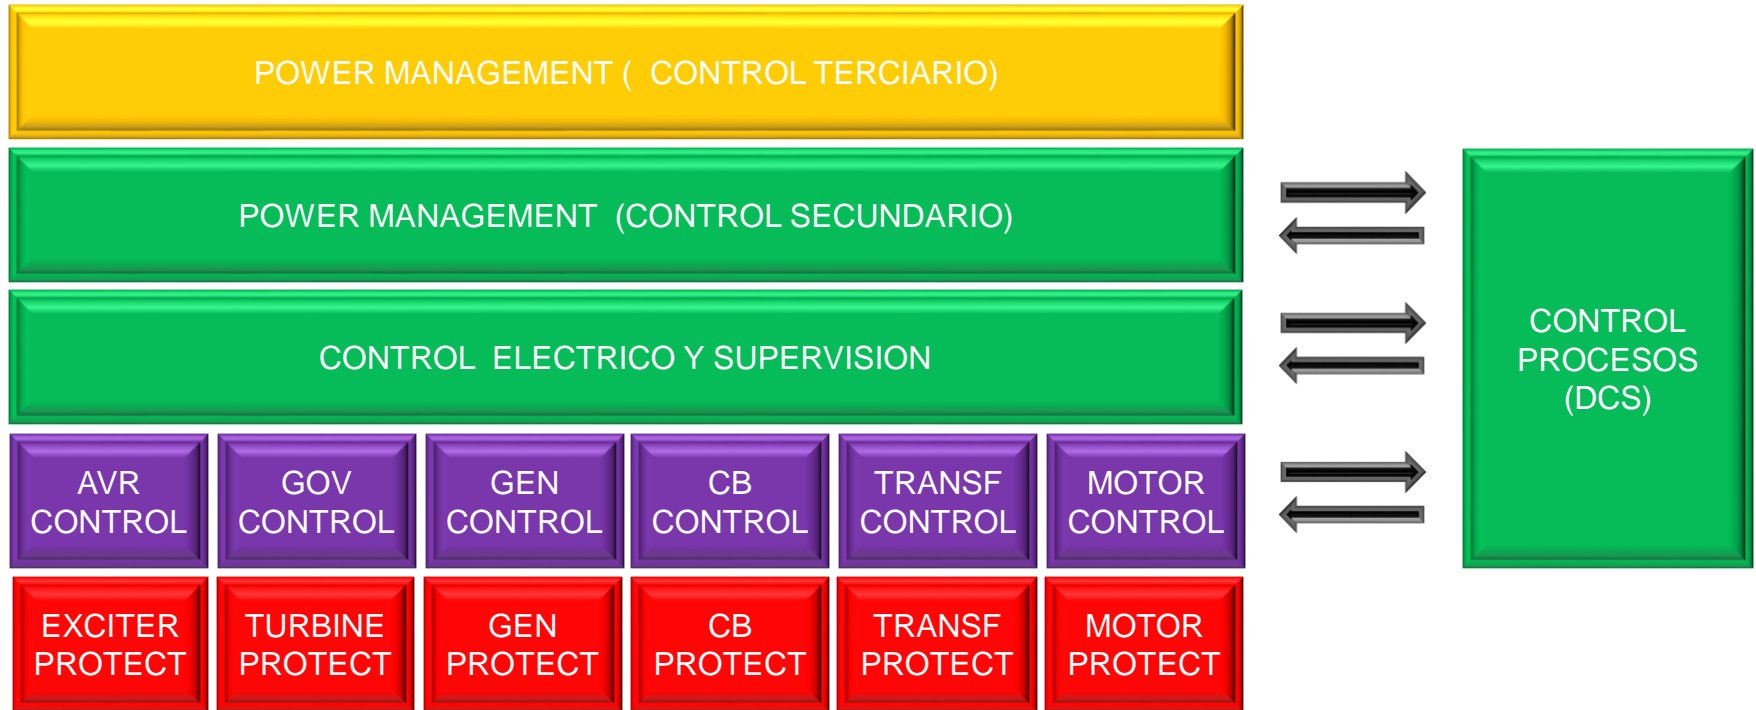 POWER MANAGEMENT ( CONTROL TERCIARIO)
POWER MANAGEMENT (CONTROL SECUNDARIO)
CONTROL ELECTRICO Y SUPERVISION
CONTROL
PROCESOS
(DCS)
AVR
CONTROL
GOV
CONTROL
GEN
CONTROL
CB
CONTROL
TRANSF
CONTROL
MOTOR
CONTROL
EXCITER
PROTECT
TURBINE
PROTECT
GEN
PROTECT
CB
PROTECT
TRANSF
PROTECT
MOTOR
PROTECT